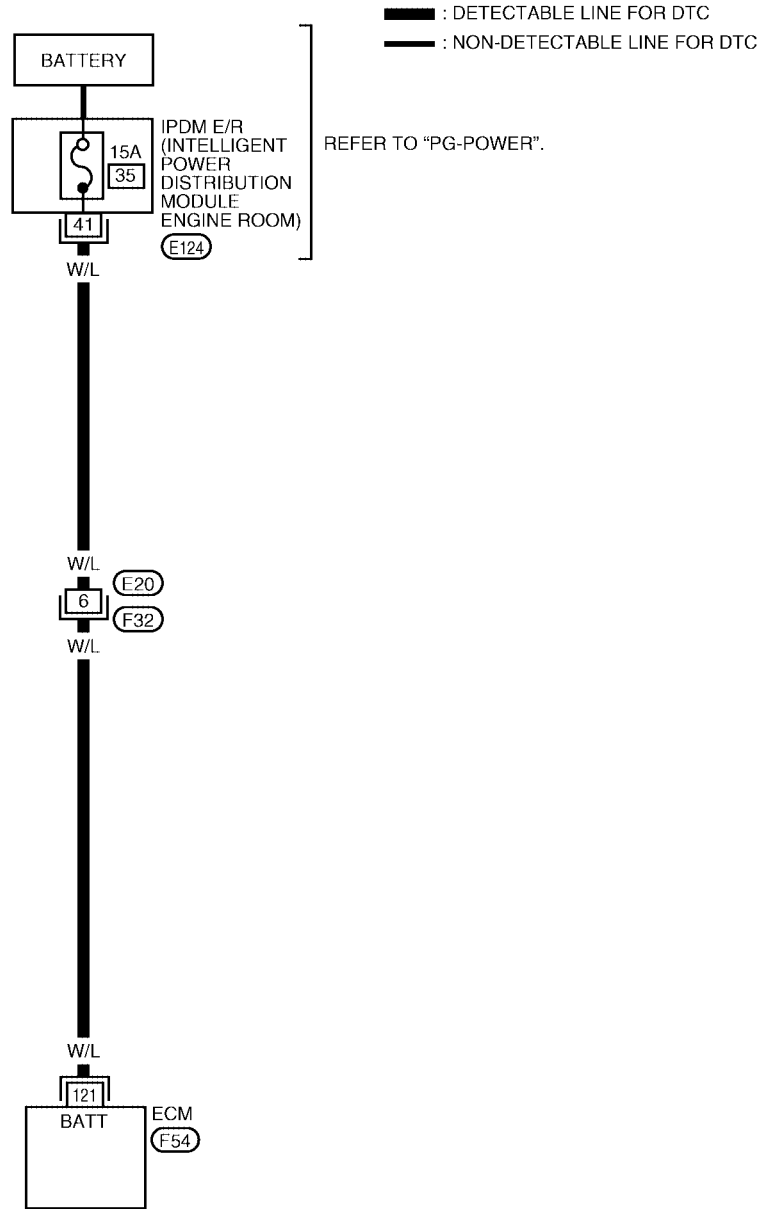 : DETECTABLE LINE FOR DTC
: NON-DETECTABLE LINE FOR DTC
BATTERY
IPDM E/R
(INTELLIGENT
POWER
DISTRIBUTION
MODULE
ENGINE ROOM)
15A
35
REFER TO “PG-POWER”.
41
E124
W/L
W/L
E20
6
F32
W/L
W/L
121
BATT
ECM
F54